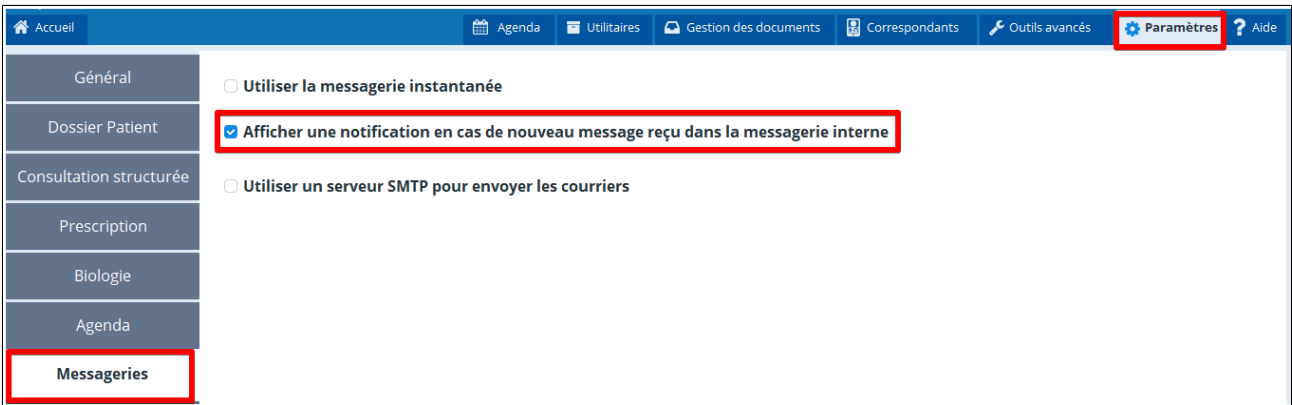 Accueil Agenda Utilitaires Gestion des documents Correspondants Outils avancés Paramètres ? Aide
Général
Utiliser la messagerie instantanée
Dossier Patient
Afficher une notification en cas de nouveau message reçu dans la messagerie interne
Consultation structurée
Utiliser un serveur SMTP pour envoyer les courriers
Prescription
Biologie
Agenda
Messageries